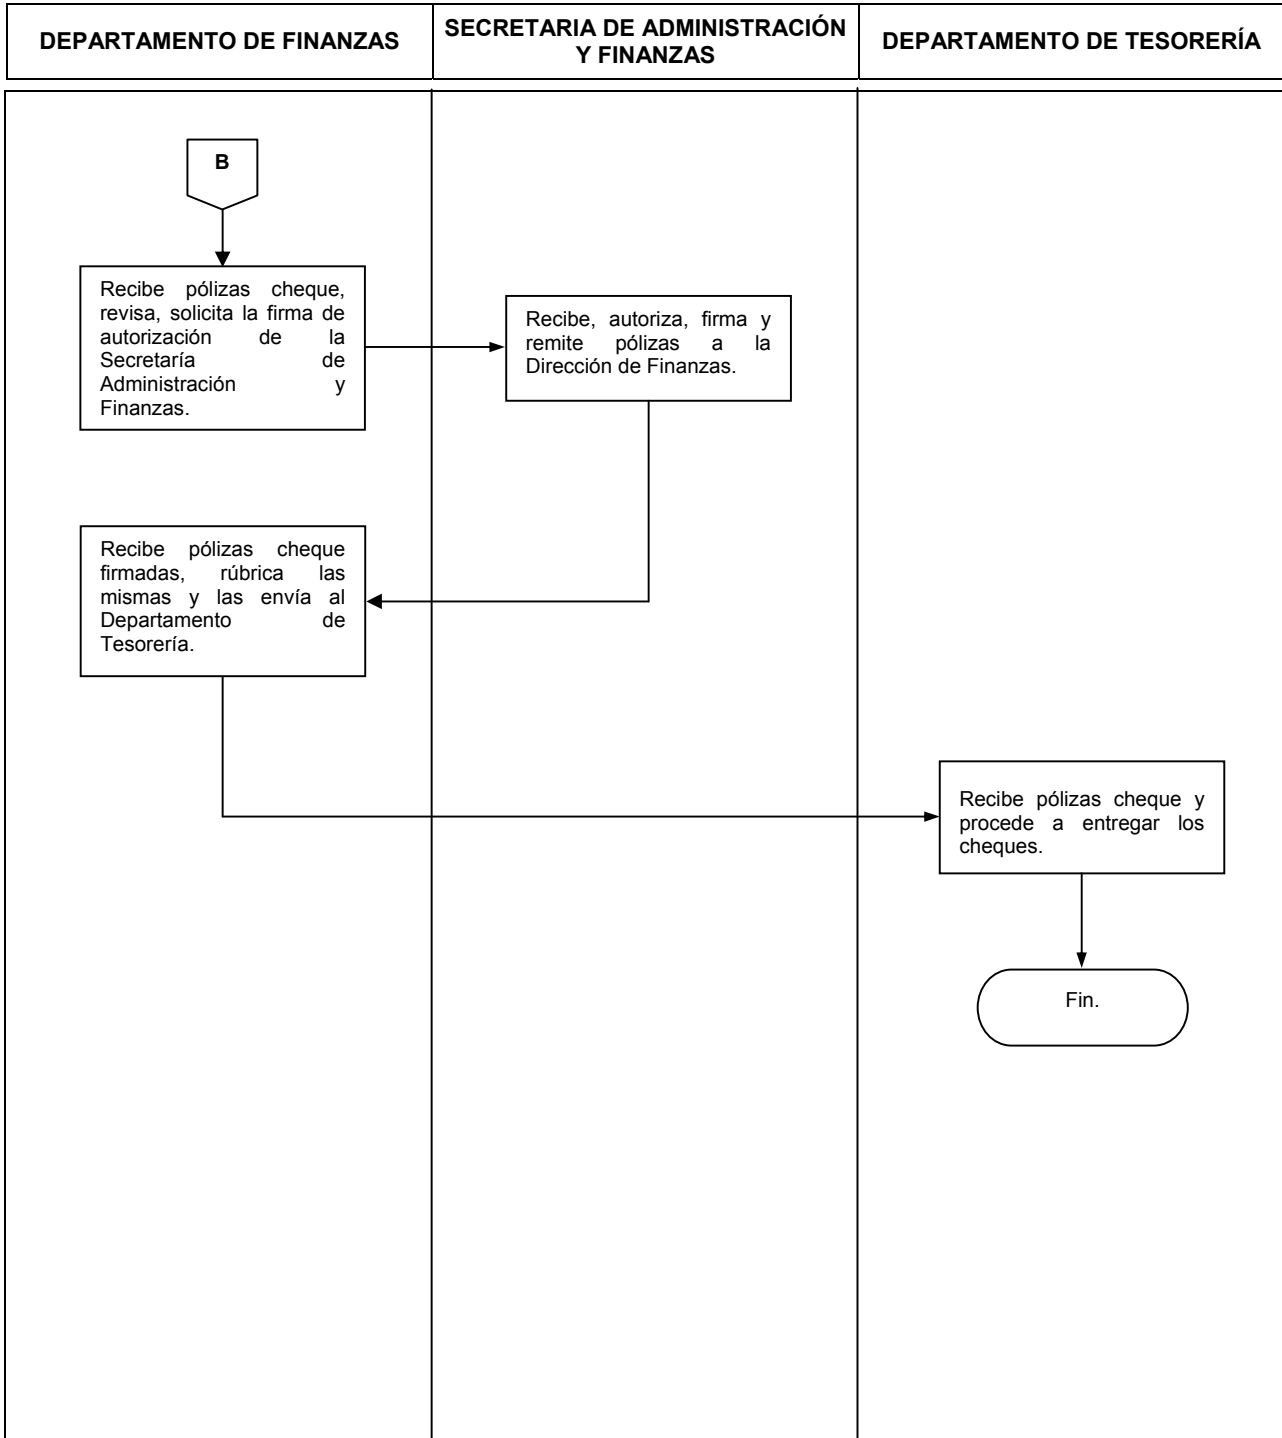 DEPARTAMENTO DE FINANZAS
SECRETARIA DE ADMINISTRACIÓN
Y FINANZAS
DEPARTAMENTO DE TESORERÍA
B
Recibe pólizas cheque,
revisa, solicita la firma de
autorización de la
Secretaría de
Administración y
Finanzas.
Recibe, autoriza, firma y
remite pólizas a la
Dirección de Finanzas.
Recibe pólizas cheque
firmadas, rúbrica las
mismas y las envía al
Departamento de
Tesorería.
Recibe pólizas cheque y
procede a entregar los
cheques.
Fin.